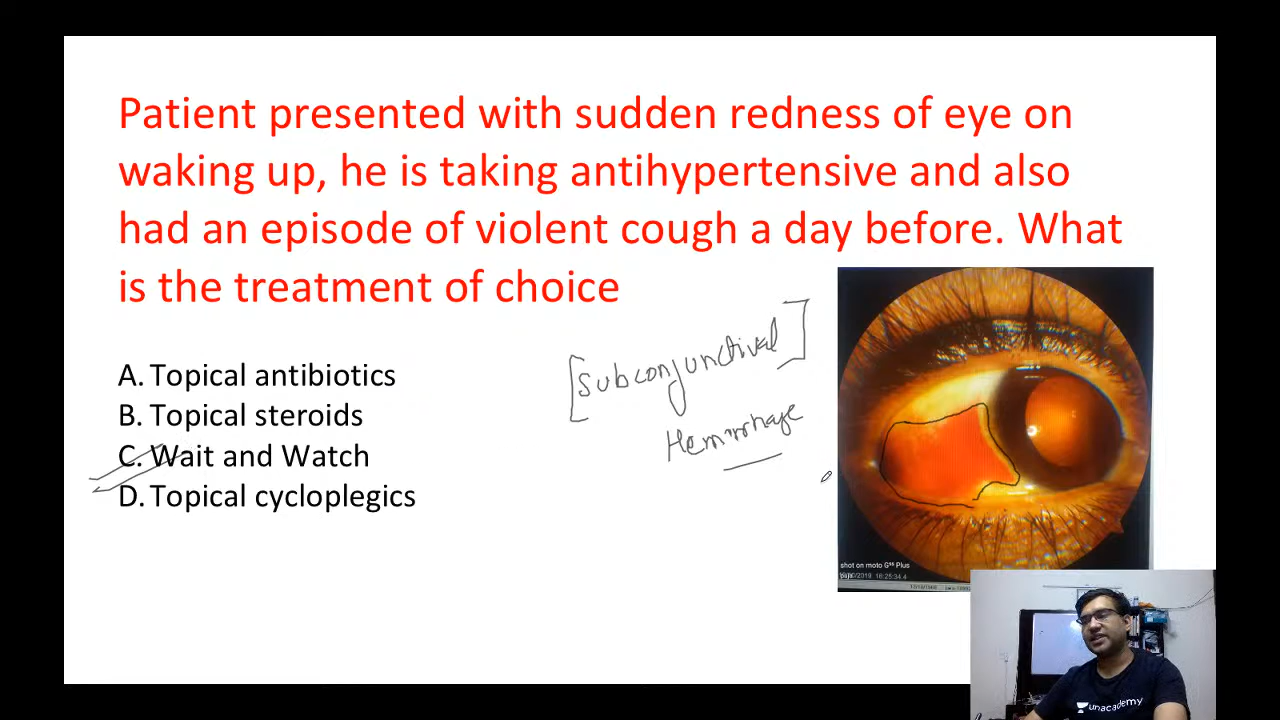 Patient presented with sudden redness of eye on
waking up, he is taking antihypertensive and also
had an episode of violent cough a day before. What
is the treatment of choice
A. Topical antibiotics
B. Topical steroids
C. Wait and Watch
D. Topical cycloplegics
[Subconjunctival]
Hemorrhage
shot on moto G⁵ˢ Plus
unacademy